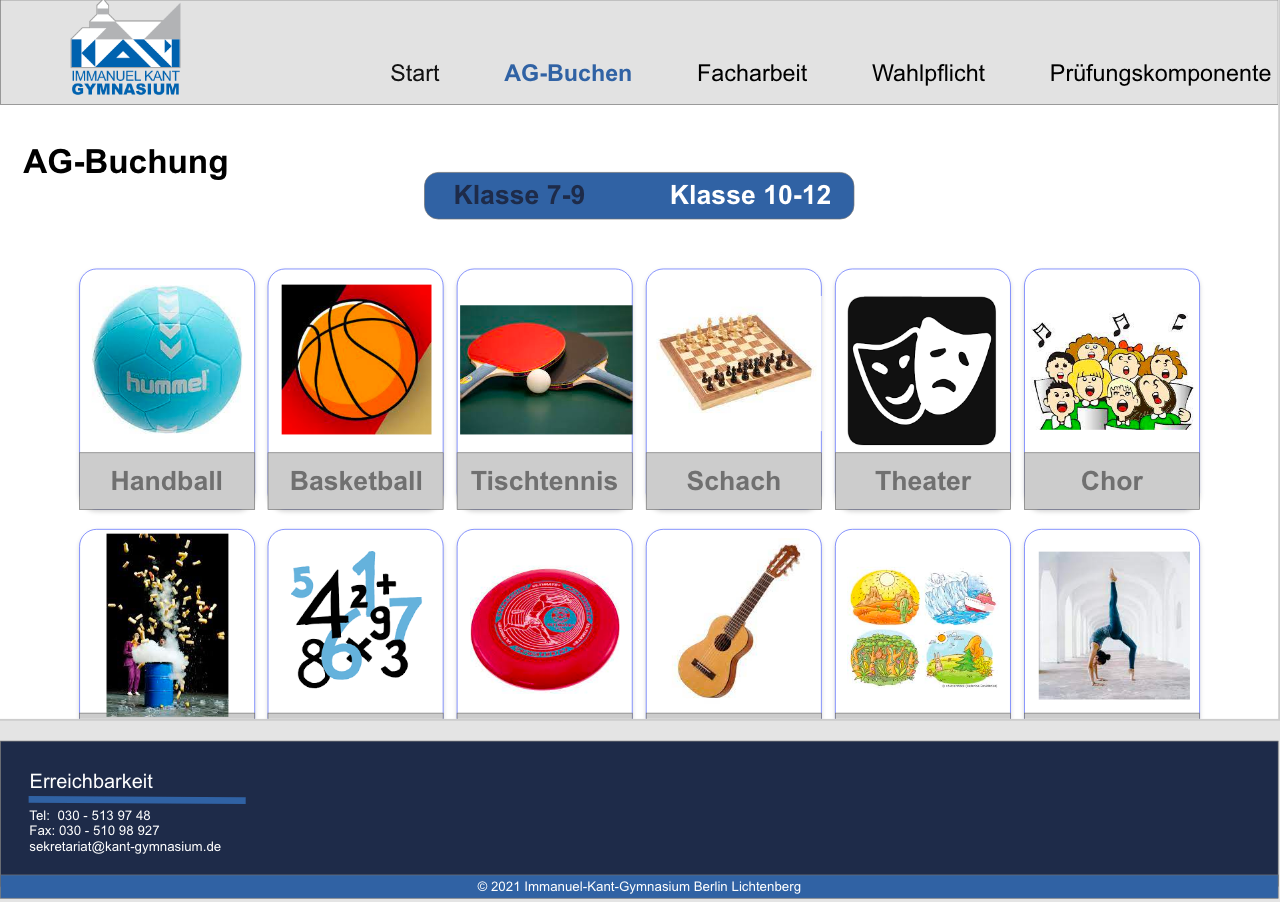 KANT
IMMANUEL KANT
GYMNASIUM
Start
AG-Buchen
Facharbeit
Wahlpflicht
Prüfungskomponente
AG-Buchung
Klasse 7-9
Klasse 10-12
hummel
Handball
Basketball
Tischtennis
Schach
Theater
Chor
5 4 1 2 + 9 7 8 6 x 3
ULTIMATE
Erreichbarkeit
Tel: 030 - 513 97 48
Fax: 030 - 510 98 927
sekretariat@kant-gymnasium.de
© 2021 Immanuel-Kant-Gymnasium Berlin Lichtenberg